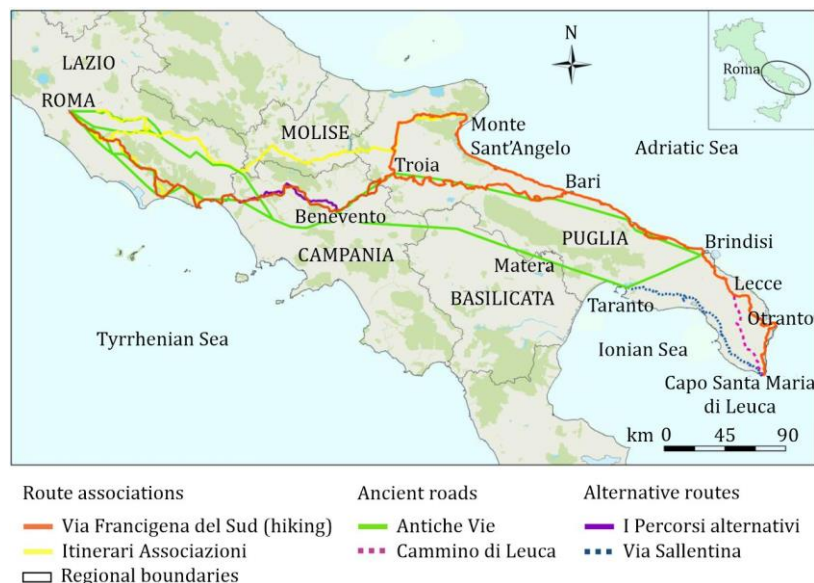 LAZIO
ROMA
MOLISE
N
Roma
Monte
Sant'Angelo
Adriatic Sea
Troia
Bari
Benevento
PUGLIA
Brindisi
CAMPANIA
Matera
Lecce
BASILICATA
Taranto
Otranto
Tyrrhenian Sea
Ionian Sea
Capo Santa Maria
di Leuca
km 0 45 90
Route associations
Via Francigena del Sud (hiking)
Itinerari Associazioni
Regional boundaries
Ancient roads
Antiche Vie
Cammino di Leuca
Alternative routes
I Percorsi alternativi
Via Sallentina